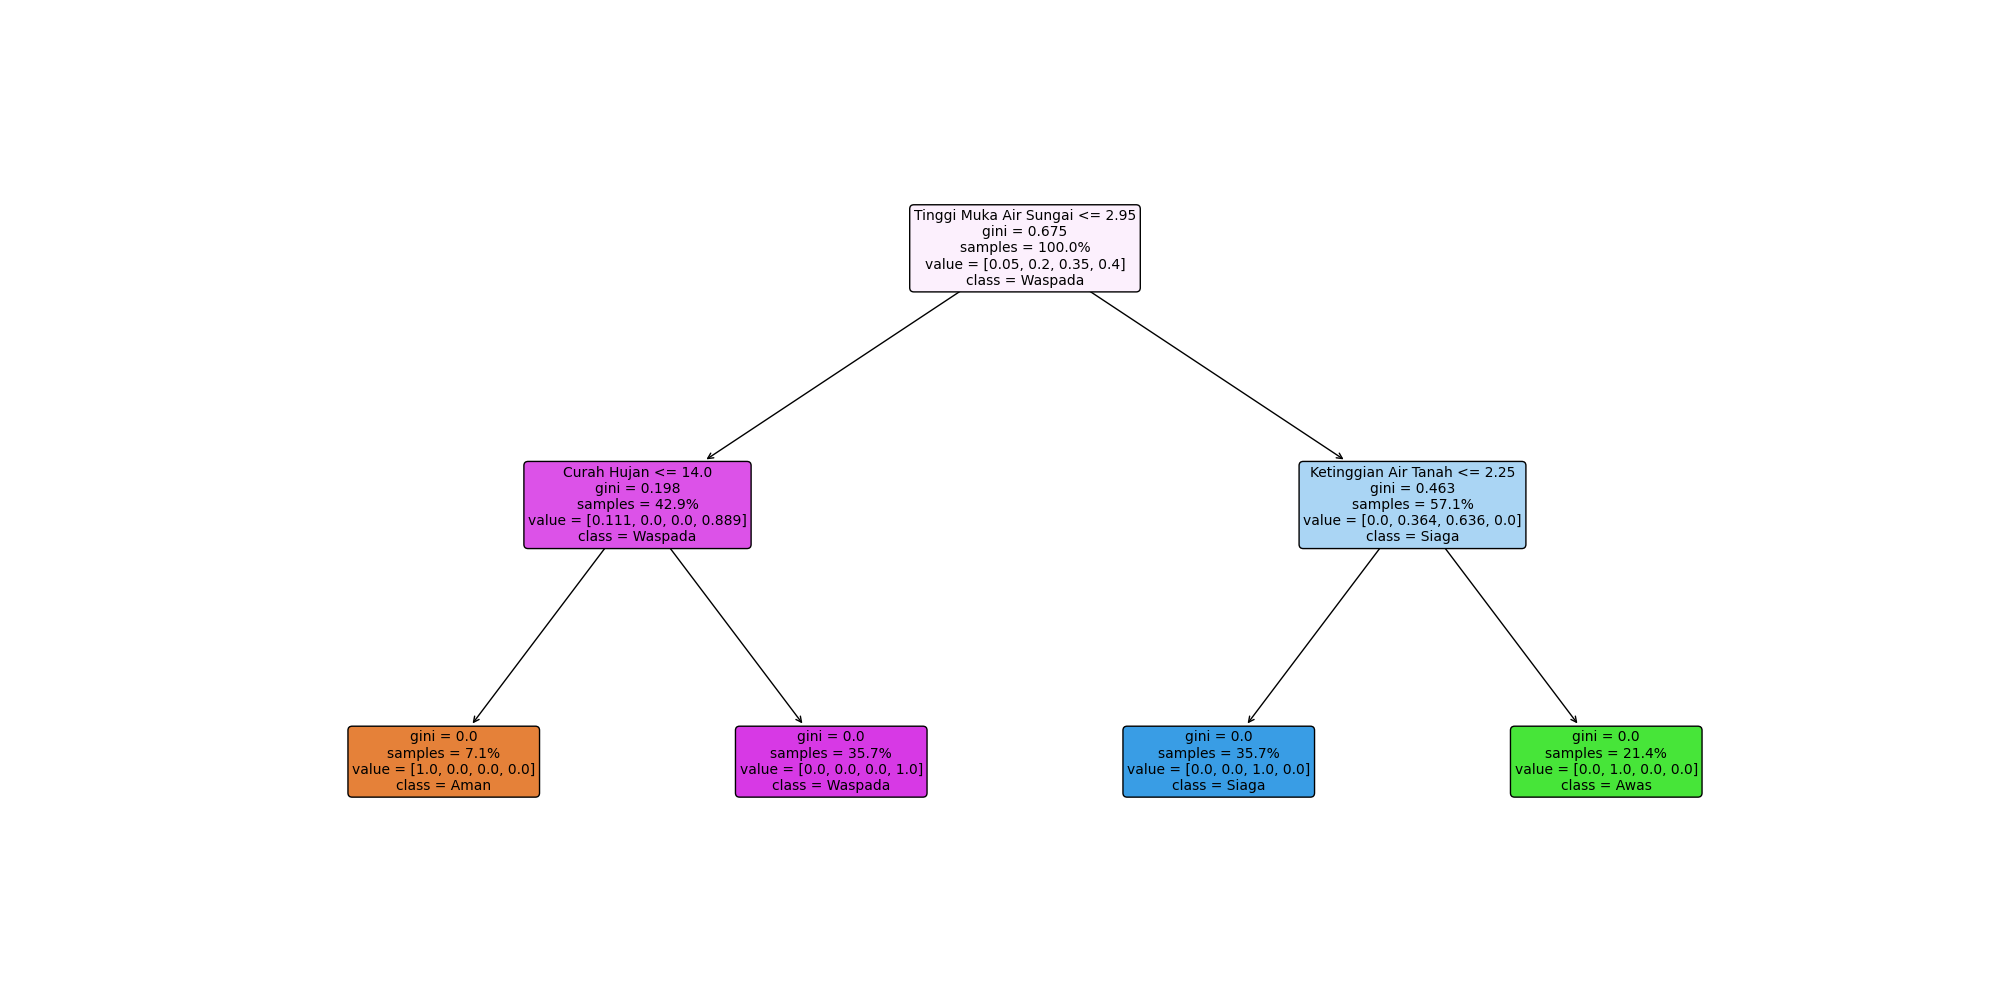 Tinggi Muka Air Sungai <= 2.95
gini = 0.675
samples = 100.0%
value = [0.05, 0.2, 0.35, 0.4]
class = Waspada
Curah Hujan <= 14.0
gini = 0.198
samples = 42.9%
value = [0.111, 0.0, 0.0, 0.889]
class = Waspada
Ketinggian Air Tanah <= 2.25
gini = 0.463
samples = 57.1%
value = [0.0, 0.364, 0.636, 0.0]
class = Siaga
gini = 0.0
samples = 7.1%
value = [1.0, 0.0, 0.0, 0.0]
class = Aman
gini = 0.0
samples = 35.7%
value = [0.0, 0.0, 0.0, 1.0]
class = Waspada
gini = 0.0
samples = 35.7%
value = [0.0, 0.0, 1.0, 0.0]
class = Siaga
gini = 0.0
samples = 21.4%
value = [0.0, 1.0, 0.0, 0.0]
class = Awas